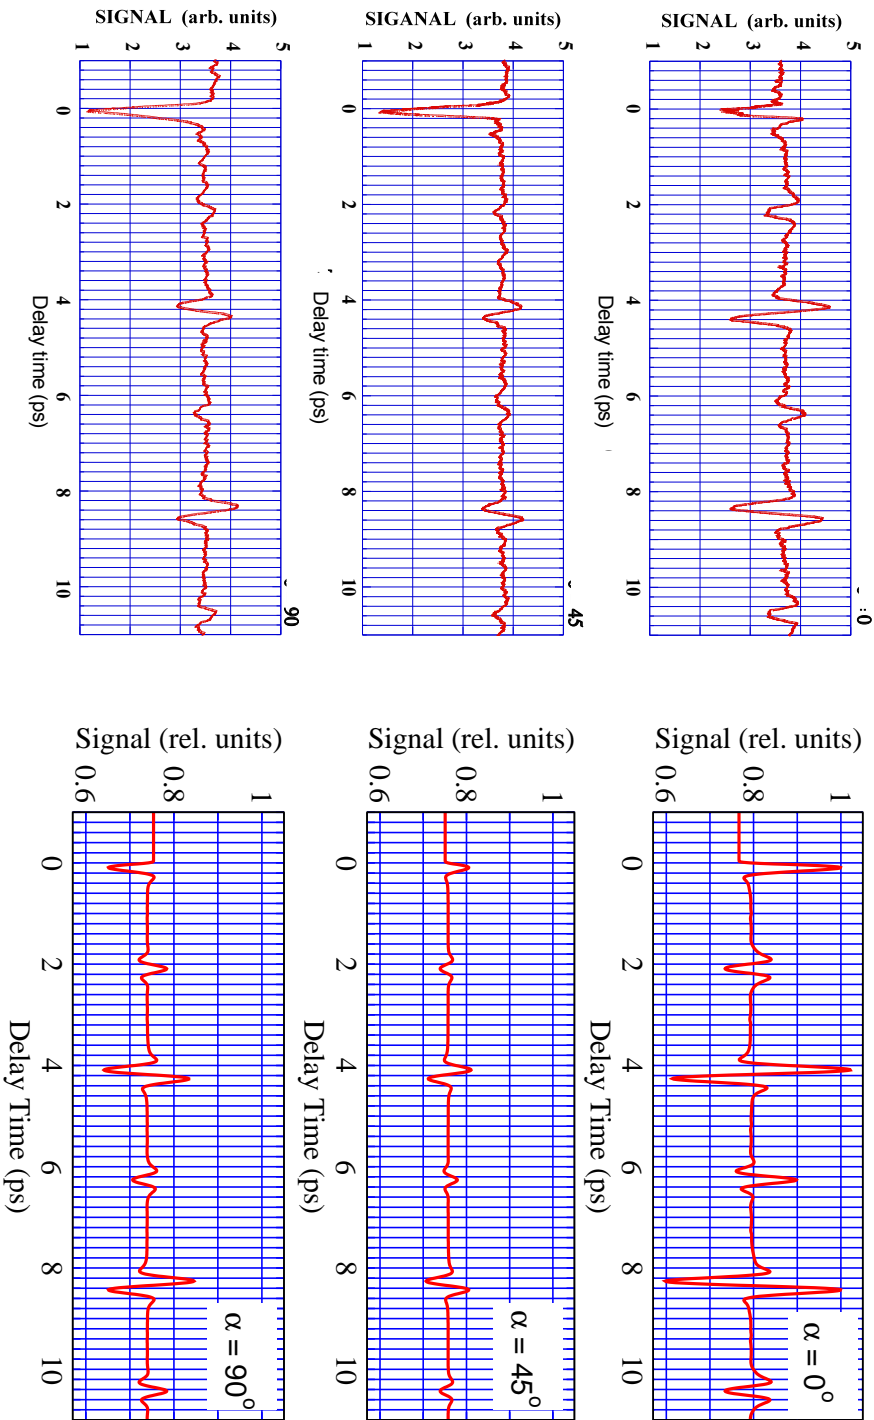 SIGNAL (arb. units)
1 2 3 4 5
0 2 4 6 8 10
Delay time (ps)
90
SIGANAL (arb. units)
1 2 3 4 5
0 2 4 6 8 10
Delay time (ps)
45
SIGNAL (arb. units)
1 2 3 4 5
0 2 4 6 8 10
Delay time (ps)
:0
Signal (rel. units)
0.6 0.8 1
0 2 4 6 8 10
Delay Time (ps)
α = 90°
Signal (rel. units)
0.6 0.8 1
0 2 4 6 8 10
Delay Time (ps)
α = 45°
Signal (rel. units)
0.6 0.8 1
0 2 4 6 8 10
Delay Time (ps)
α = 0°